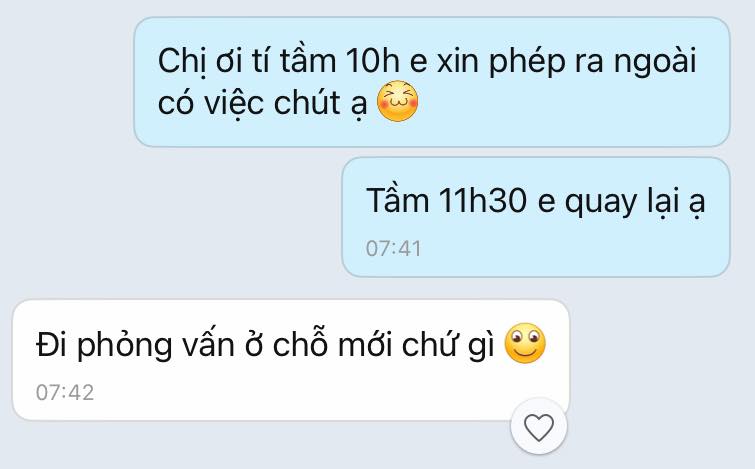 Chị ơi tí tầm 10h e xin phép ra ngoài
có việc chút ạ
Tầm 11h30 e quay lại ạ
07:41
Đi phỏng vấn ở chỗ mới chứ gì
07:42